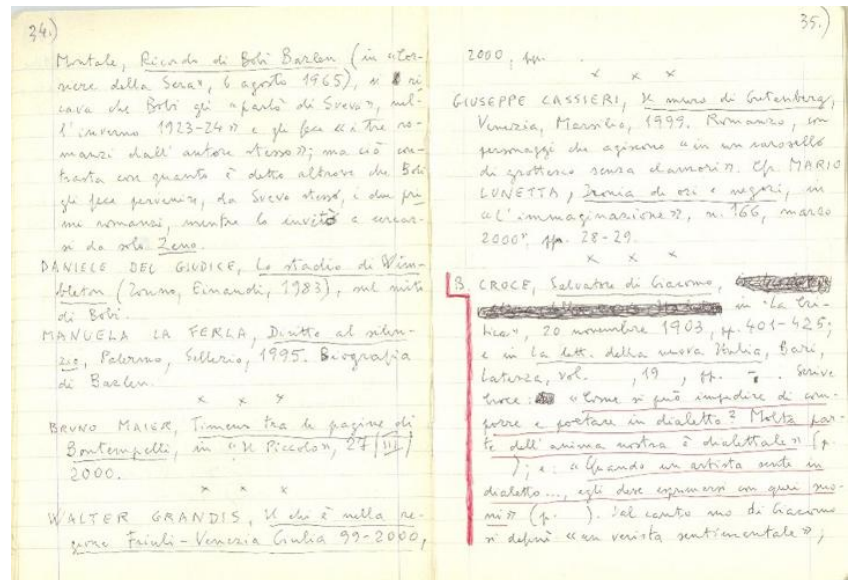 34.)
Montale, Ricordo di Bobi Bazlen (in «Cor-
riere della Sera», 6 agosto 1965), si ri-
cava che Bobi gli «parlò di Svevo», nel-
l'inverno 1923-24» e gli fece «i tre ro-
manzi dall'autore stesso»; ma ciò con-
trasta con quanto è detto altrove che Bobi
gli fece pervenire, da Svevo stesso, i due pri-
mi romanzi, mentre lo invitò a cercar-
si da solo Zeno.
DANIELE DEL GIUDICE, Lo stadio di Wim-
bleton (Torino, Einaudi, 1983), sul mito
di Bobi.
MANUELA LA FERLA, Diritto al silen-
zio, Palermo, Sellerio, 1995. Biografia
di Bazlen.
x x x
BRUNO MAIER, Timeus tra le pagine di
Bontempelli, in «Il Piccolo», 27/III/
2000.
x x x
WALTER GRANDIS, Il chi è nella re-
gione Friuli-Venezia Giulia 99-2000,
35.)
2000, pp.
x x x
GIUSEPPE CASSIERI, Il muro di Gutenberg,
Venezia, Marsilio, 1999. Romanzo, con
personaggi che agiscono «in un carosello
di grottesco senza clamori». Cfr. MARIO
LUNETTA, Ironia di ori e negori, in
«L'immaginazione», n. 166, marzo
2000, pp. 28-29.
x x x
B. CROCE, Salvatore di Giacomo,
in "La Cri-
tica», 20 novembre 1903, pp. 401-425;
e in La lett. della nuova Italia, Bari,
Laterza, vol. , 19 , pp. - . Scrive
Croce: «Come si può impedire di com-
porre e poetare in dialetto? Molta par-
te dell'anima nostra è dialettale» (p.
); e: «Quando un artista sente in
dialetto..., egli deve esprimersi con quei suo-
ni» (p. ). Dal canto suo di Giacomo
si definì «un verista sentimentale»;